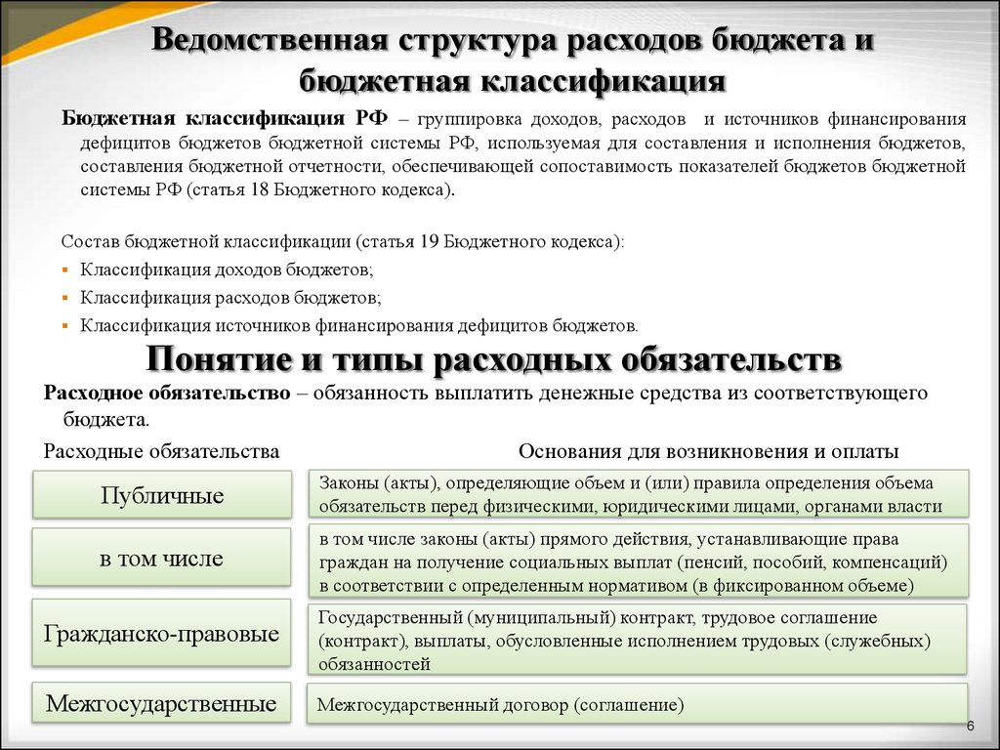 Ведомственная структура расходов бюджета и
бюджетная классификация
Бюджетная классификация РФ – группировка доходов, расходов и источников финансирования
дефицитов бюджетов бюджетной системы РФ, используемая для составления и исполнения бюджетов,
составления бюджетной отчетности, обеспечивающей сопоставимость показателей бюджетов бюджетной
системы РФ (статья 18 Бюджетного кодекса).
Состав бюджетной классификации (статья 19 Бюджетного кодекса):
▪ Классификация доходов бюджетов;
▪ Классификация расходов бюджетов;
▪ Классификация источников финансирования дефицитов бюджетов.
Понятие и типы расходных обязательств
Расходное обязательство – обязанность выплатить денежные средства из соответствующего
бюджета.
Расходные обязательства Основания для возникновения и оплаты
Публичные
Законы (акты), определяющие объем и (или) правила определения объема
обязательств перед физическими, юридическими лицами, органами власти
в том числе
в том числе законы (акты) прямого действия, устанавливающие права
граждан на получение социальных выплат (пенсий, пособий, компенсаций)
в соответствии с определенным нормативом (в фиксированном объеме)
Гражданско-правовые
Государственный (муниципальный) контракт, трудовое соглашение
(контракт), выплаты, обусловленные исполнением трудовых (служебных)
обязанностей
Межгосударственные
Межгосударственный договор (соглашение)
6